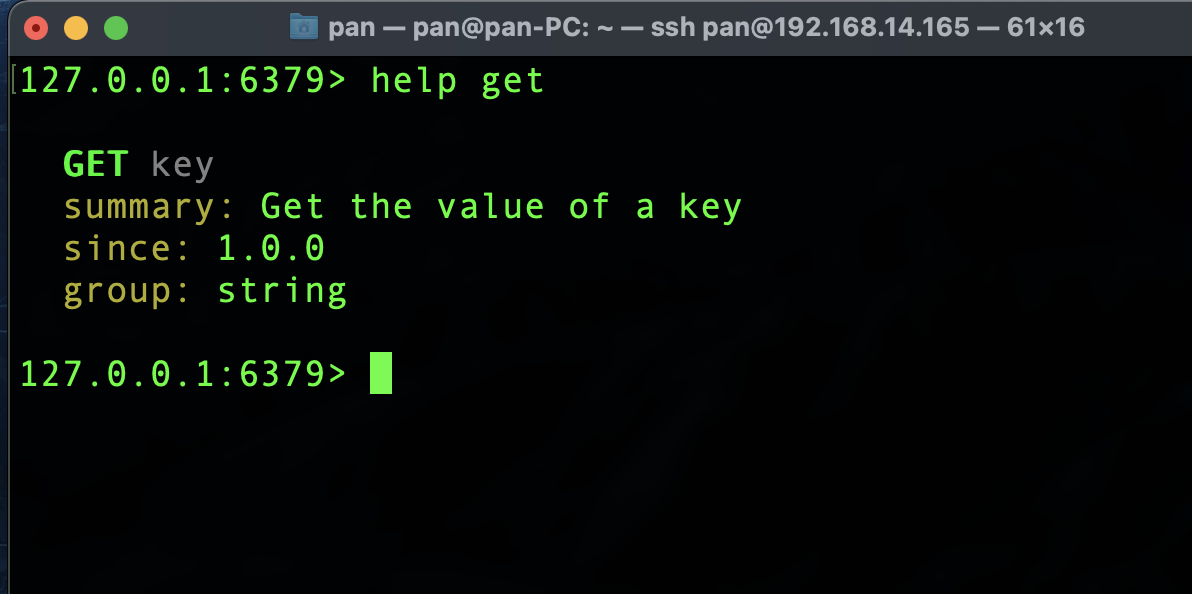 pan — pan@pan-PC: ~ — ssh pan@192.168.14.165 — 61×16
[127.0.0.1:6379> help get
GET key
summary: Get the value of a key
since: 1.0.0
group: string
127.0.0.1:6379>